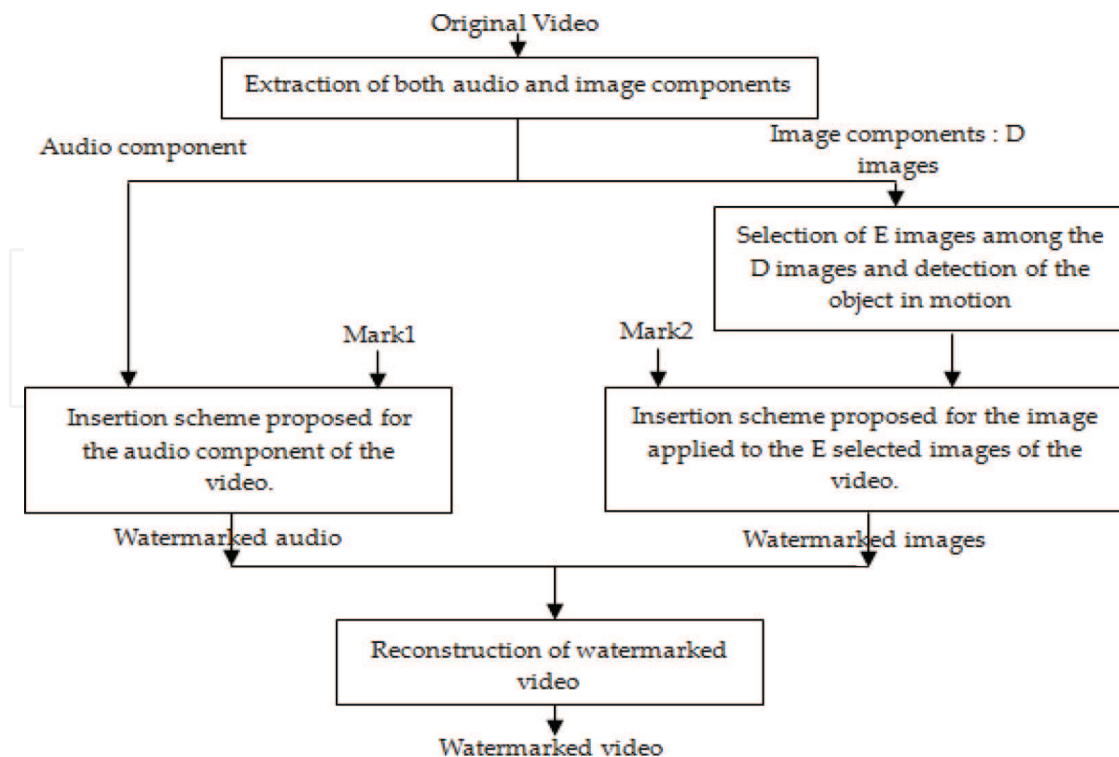 Original Video
Extraction of both audio and image components
Audio component
Image components : D
images
Selection of E images among the
D images and detection of the
object in motion
Mark1
Mark2
Insertion scheme proposed for
the audio component of the
video.
Insertion scheme proposed for the image
applied to the E selected images of the
video.
Watermarked audio
Watermarked images
Reconstruction of watermarked
video
Watermarked video